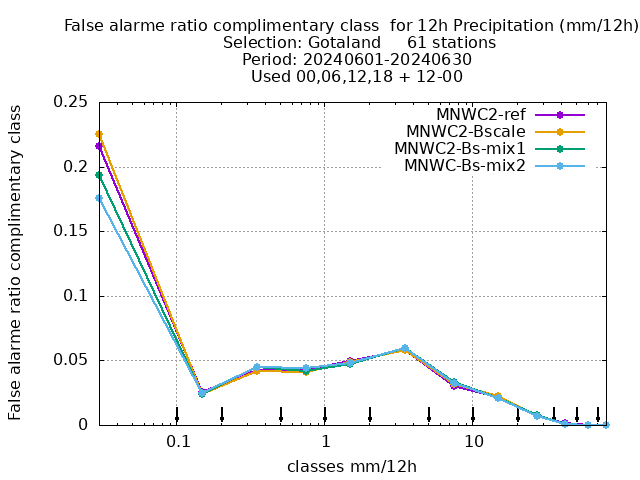 False alarme ratio complimentary class  for 12h Precipitation (mm/12h)
Selection: Gotaland     61 stations
Period: 20240601-20240630
Used 00,06,12,18 + 12-00
False alarme ratio complimentary class
0.25
0.2
0.15
0.1
0.05
0
MNWC2-ref
MNWC2-Bscale
MNWC2-Bs-mix1
MNWC-Bs-mix2
0.1
1
10
classes mm/12h